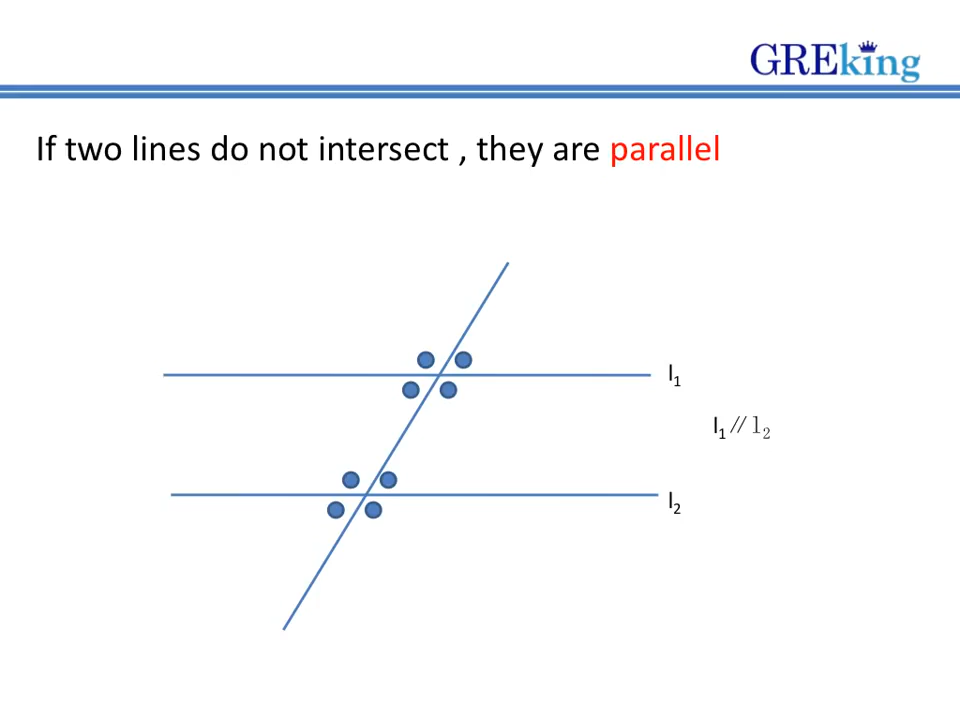 GREking
If two lines do not intersect , they are parallel
l₁
l₁∥l₂
l₂